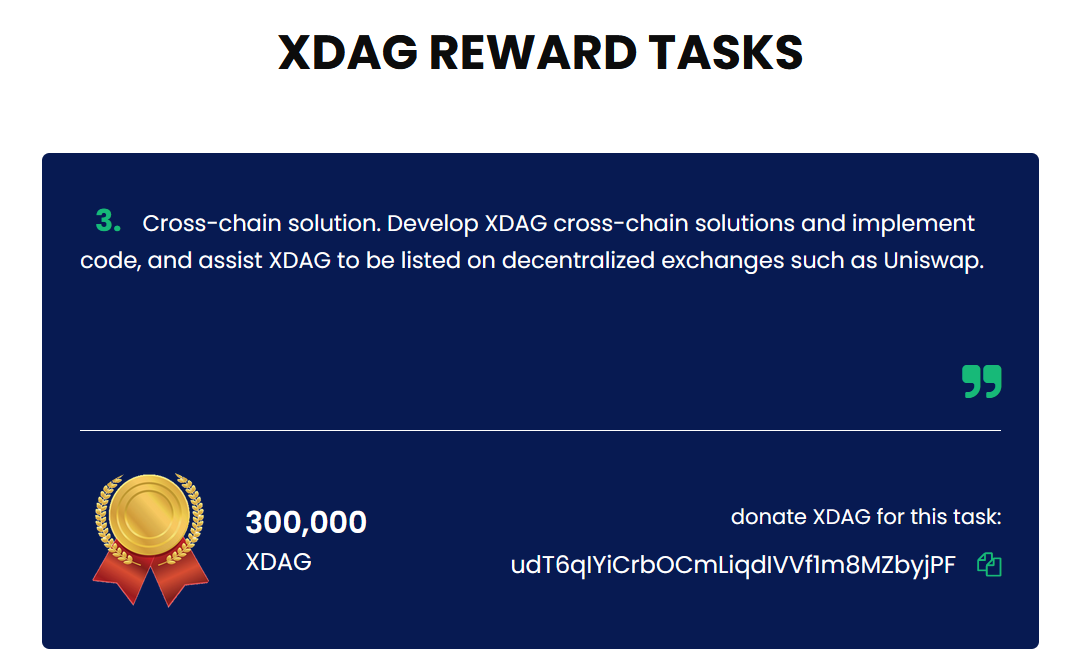 XDAG REWARD TASKS
3. Cross-chain solution. Develop XDAG cross-chain solutions and implement
code, and assist XDAG to be listed on decentralized exchanges such as Uniswap.
”
300,000
XDAG
donate XDAG for this task:
udT6qIYiCrbOCmLiqdIVVf1m8MZbyjPF